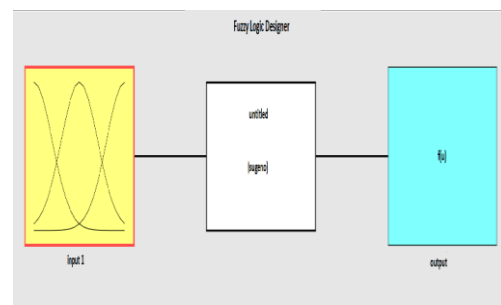 Fuzzy Logic Designer
untitled
(sugeno)
f(u)
input 1
output